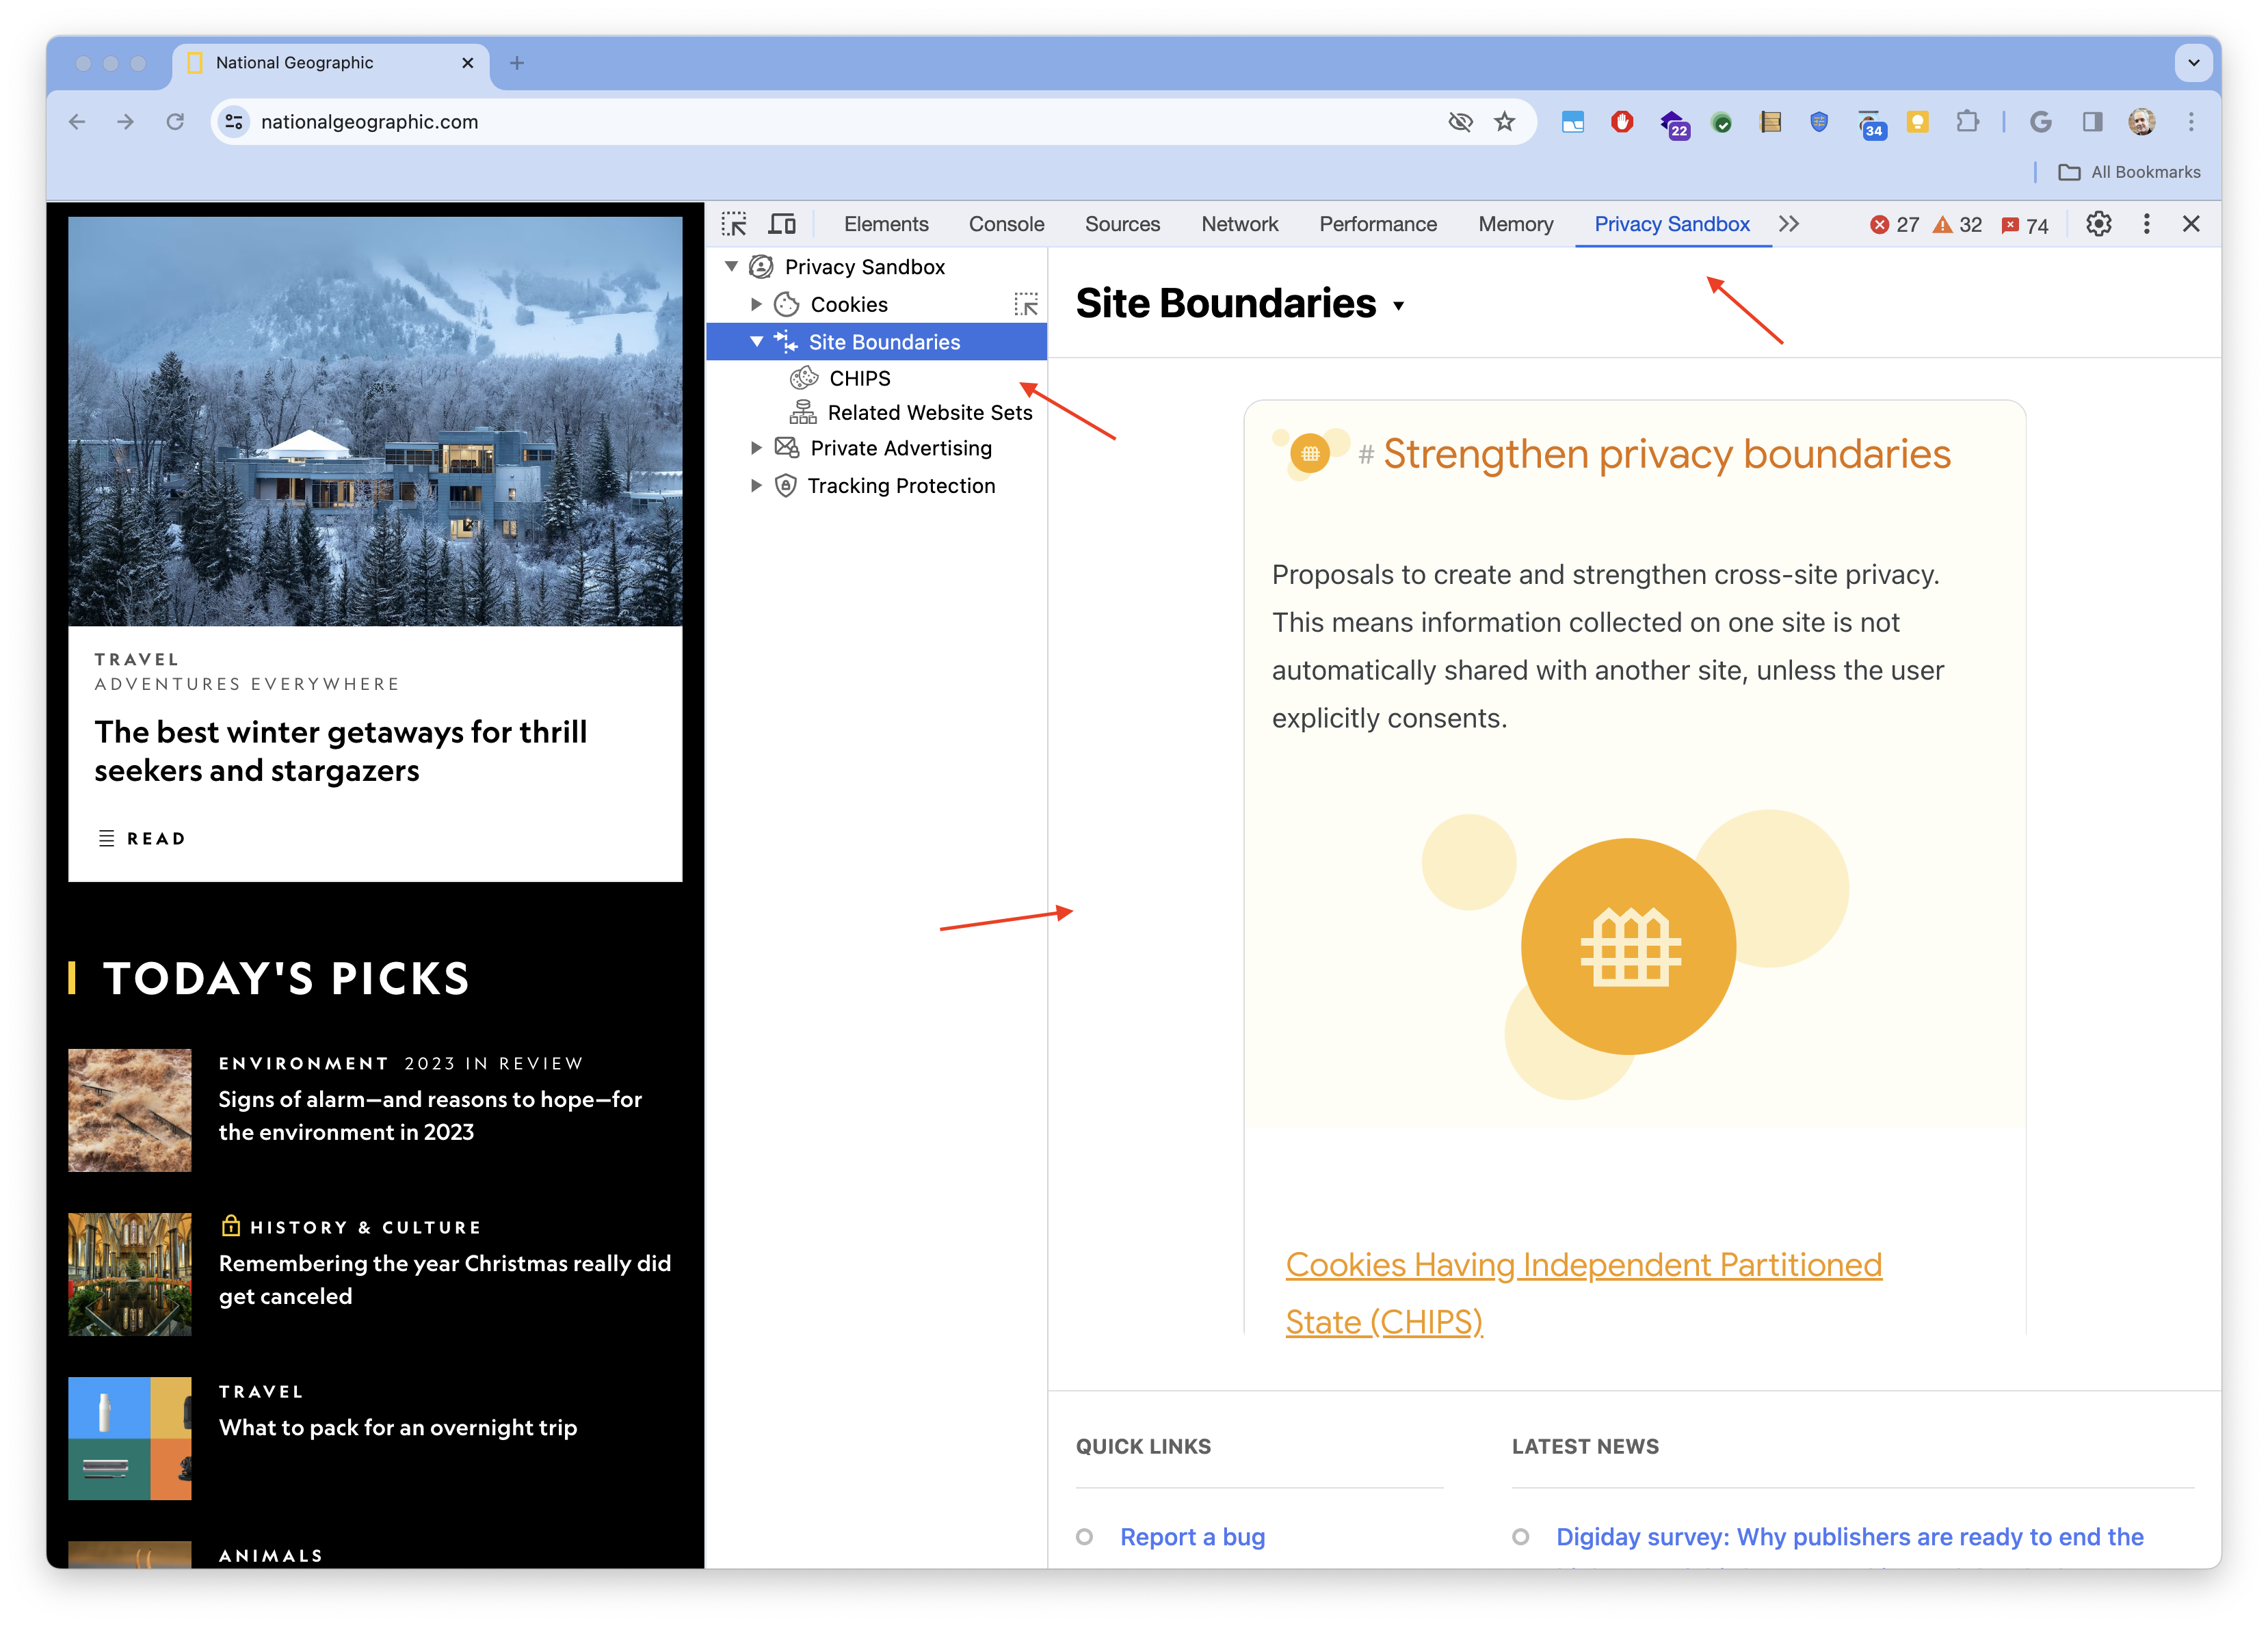 National Geographic
nationalgeographic.com
22
34
All Bookmarks
TRAVEL
ADVENTURES EVERYWHERE
The best winter getaways for thrill
seekers and stargazers
READ
TODAY'S PICKS
ENVIRONMENT 2023 IN REVIEW
Signs of alarm—and reasons to hope—for
the environment in 2023
HISTORY & CULTURE
Remembering the year Christmas really did
get canceled
TRAVEL
What to pack for an overnight trip
ANIMALS
Elements Console Sources Network Performance Memory Privacy Sandbox 27 32 74
Privacy Sandbox
Cookies
Site Boundaries
CHIPS
Related Website Sets
Private Advertising
Tracking Protection
Site Boundaries
# Strengthen privacy boundaries
Proposals to create and strengthen cross-site privacy.
This means information collected on one site is not
automatically shared with another site, unless the user
explicitly consents.
Cookies Having Independent Partitioned
State (CHIPS)
QUICK LINKS
Report a bug
LATEST NEWS
Digiday survey: Why publishers are ready to end the